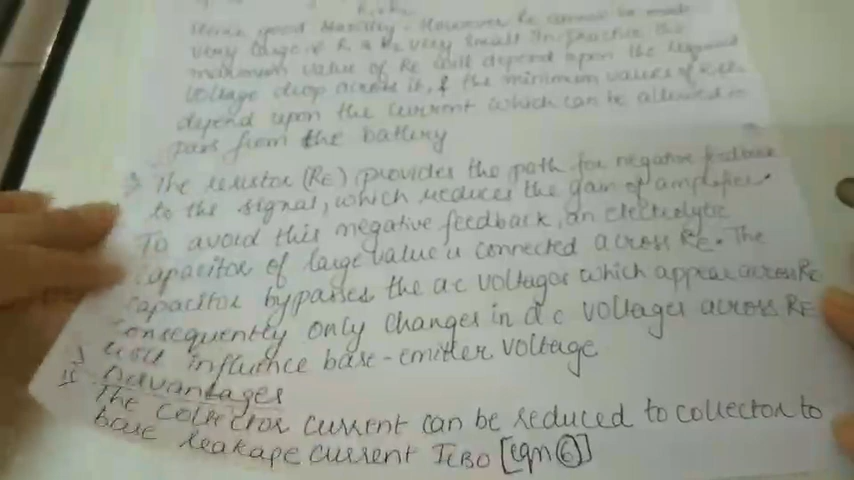 R1+R2
good stability. However RE cannot be made
very large & R1 & R2 very small. In practice the
maximum value of RE will depend upon the required
voltage drop across it, & the minimum values of
depend upon the current which can be allowed to
pass from the battery
3 The resistor (RE) provides the path for negative feedback
to the signal, which reduces the gain of amplifier.
To avoid this negative feedback, an electrolytic
capacitor of large value is connected across RE. The
capacitor bypasses the ac voltages which appear across RE
Consequently only changes in dc voltages across RE
will influence base-emitter voltage
Advantages
The collector current can be reduced to collector to
base leakage current ICBO [eqn ⑥]